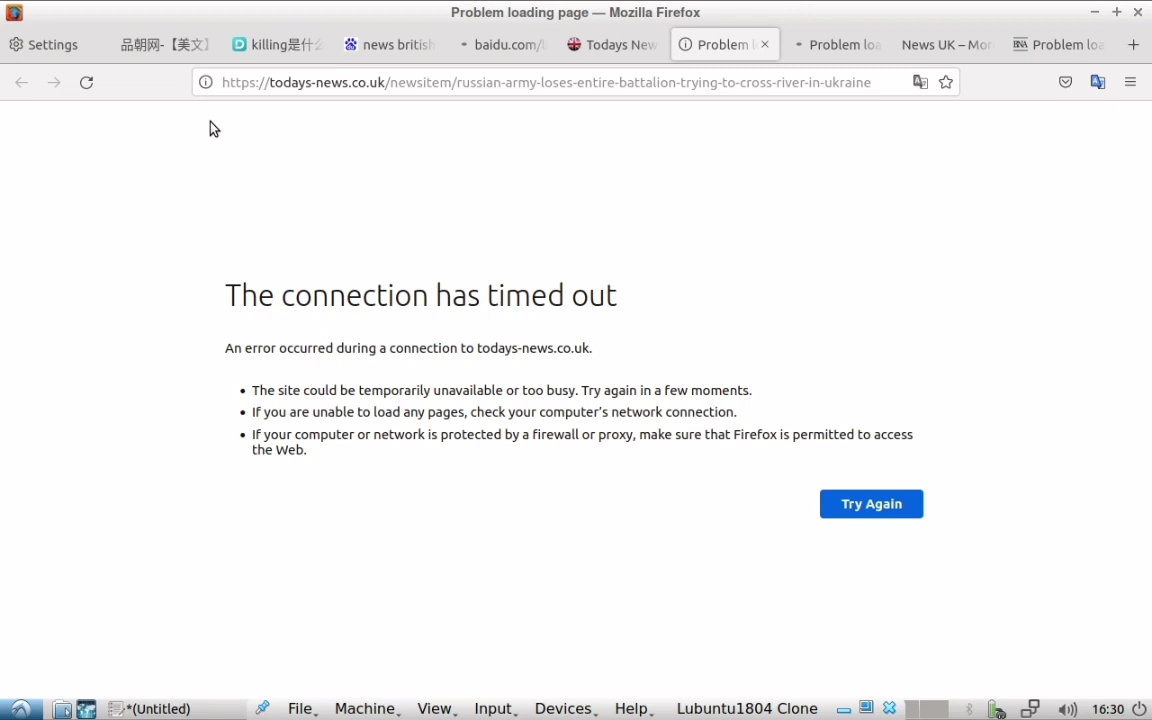 Problem loading page — Mozilla Firefox
Settings
品朝网-【美文】
killing是什么
news british
baidu.com/l
Todays New
Problem l
Problem loa
News UK – Mor
Problem loa
https://todays-news.co.uk/newsitem/russian-army-loses-entire-battalion-trying-to-cross-river-in-ukraine
The connection has timed out
An error occurred during a connection to todays-news.co.uk.
• The site could be temporarily unavailable or too busy. Try again in a few moments.
• If you are unable to load any pages, check your computer’s network connection.
• If your computer or network is protected by a firewall or proxy, make sure that Firefox is permitted to access
the Web.
Try Again
*(Untitled)
File
Machine
View
Input
Devices
Help
Lubuntu1804 Clone
16:30